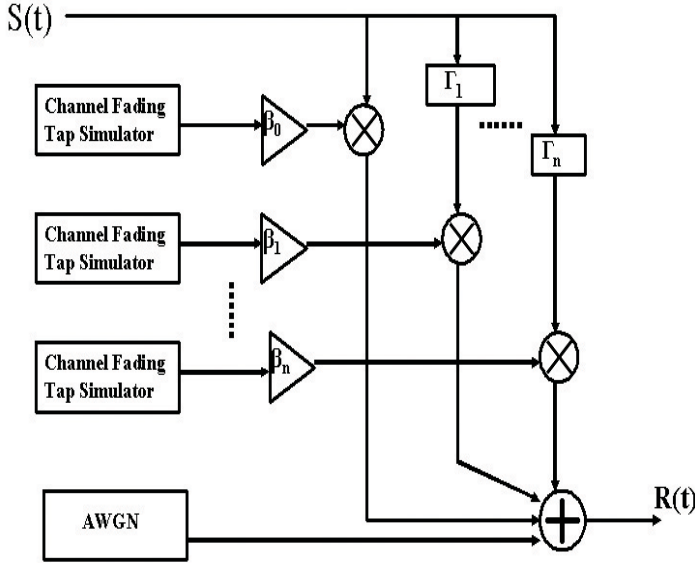 S(t)
Γ1
Channel Fading
Tap Simulator
β0
Γn
Channel Fading
Tap Simulator
β1
Channel Fading
Tap Simulator
βn
AWGN
R(t)